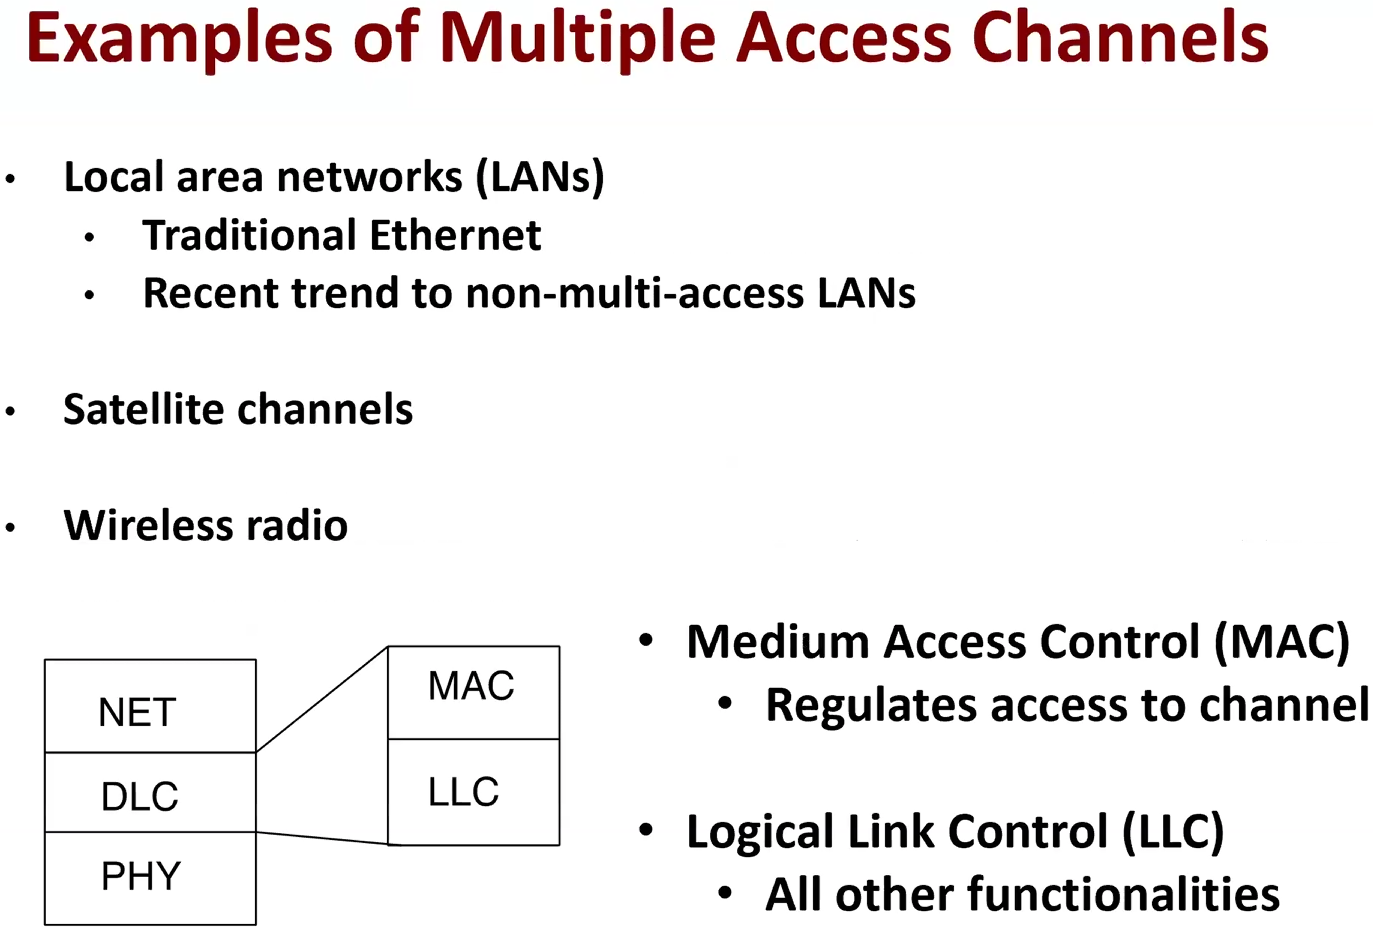 Examples of Multiple Access Channels
• Local area networks (LANs)
• Traditional Ethernet
• Recent trend to non-multi-access LANs
• Satellite channels
• Wireless radio
NET
DLC
PHY
MAC
LLC
• Medium Access Control (MAC)
• Regulates access to channel
• Logical Link Control (LLC)
• All other functionalities